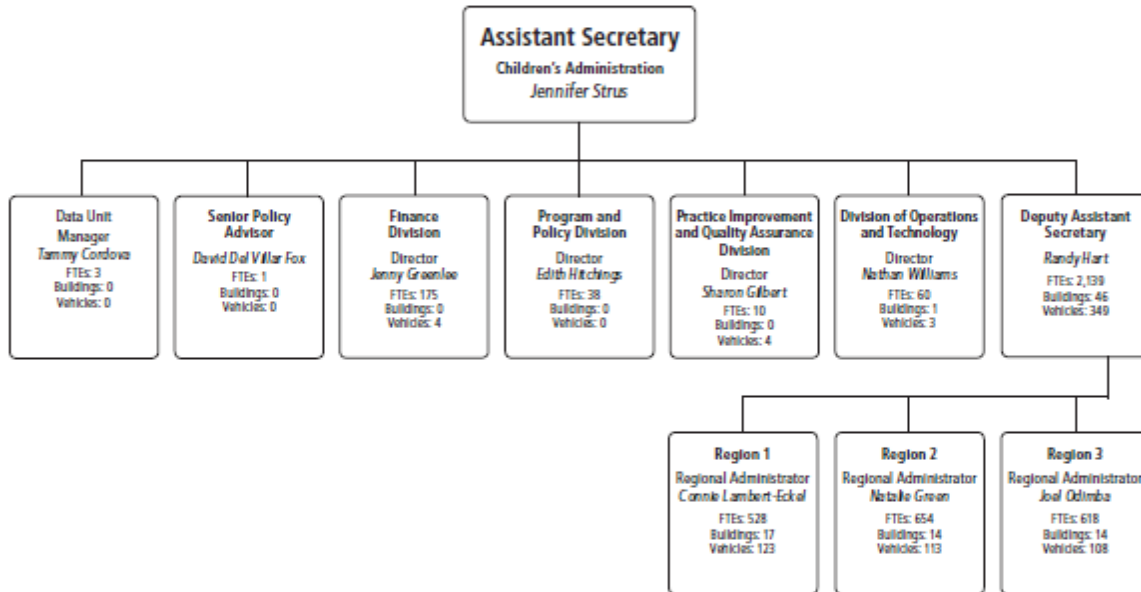 Assistant Secretary
Children's Administration
Jennifer Strus
Data Unit
Manager
Tammy Cordova
FTEs: 3
Buildings: 0
Vehicles: 0
Senior Policy
Advisor
David Del Villar Fox
FTEs: 1
Buildings: 0
Vehicles: 0
Finance
Division
Director
Jenny Greenlee
FTEs: 175
Buildings: 0
Vehicles: 4
Program and
Policy Division
Director
Edith Hitchings
FTEs: 38
Buildings: 0
Vehicles: 0
Practice Improvement
and Quality Assurance
Division
Director
Sharon Gilbert
FTEs: 10
Buildings: 0
Vehicles: 4
Division of Operations
and Technology
Director
Nathan Williams
FTEs: 60
Buildings: 1
Vehicles: 3
Deputy Assistant
Secretary
Randy Hart
FTEs: 2,139
Buildings: 46
Vehicles: 349
Region 1
Regional Administrator
Connie Lambert-Eckel
FTEs: 528
Buildings: 17
Vehicles: 123
Region 2
Regional Administrator
Natalie Green
FTEs: 654
Buildings: 14
Vehicles: 113
Region 3
Regional Administrator
Joel Odimba
FTEs: 618
Buildings: 14
Vehicles: 108